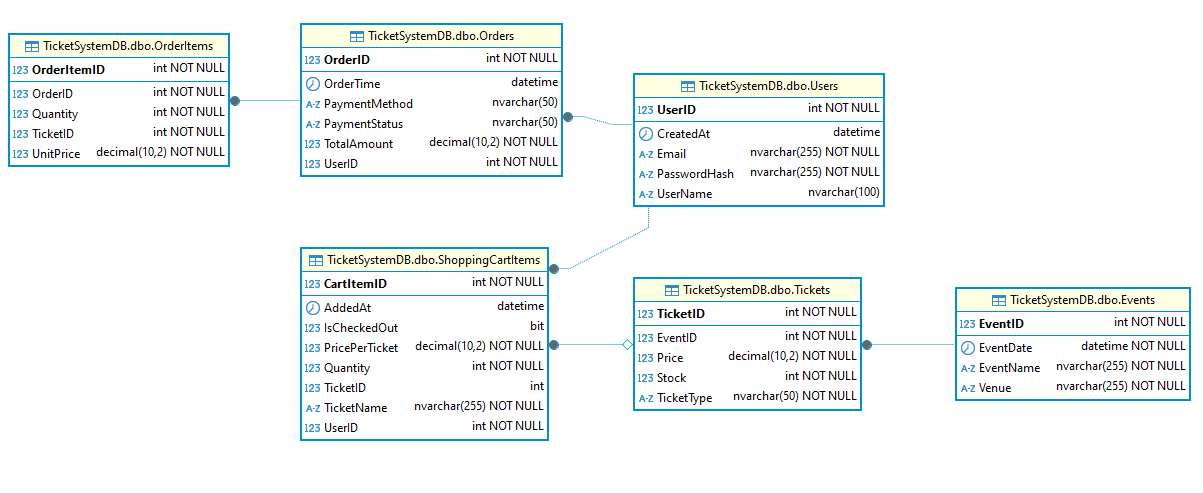 TicketSystemDB.dbo.OrderItems
123 OrderItemID int NOT NULL
123 OrderID int NOT NULL
123 Quantity int NOT NULL
123 TicketID int NOT NULL
123 UnitPrice decimal(10,2) NOT NULL
TicketSystemDB.dbo.Orders
123 OrderID int NOT NULL
OrderTime datetime
A-Z PaymentMethod nvarchar(50)
A-Z PaymentStatus nvarchar(50)
123 TotalAmount decimal(10,2) NOT NULL
123 UserID int NOT NULL
TicketSystemDB.dbo.Users
123 UserID int NOT NULL
CreatedAt datetime
A-Z Email nvarchar(255) NOT NULL
A-Z PasswordHash nvarchar(255) NOT NULL
A-Z UserName nvarchar(100)
TicketSystemDB.dbo.ShoppingCartItems
123 CartItemID int NOT NULL
AddedAt datetime
123 IsCheckedOut bit
123 PricePerTicket decimal(10,2) NOT NULL
123 Quantity int NOT NULL
123 TicketID int
A-Z TicketName nvarchar(255) NOT NULL
123 UserID int NOT NULL
TicketSystemDB.dbo.Tickets
123 TicketID int NOT NULL
123 EventID int NOT NULL
123 Price decimal(10,2) NOT NULL
123 Stock int NOT NULL
A-Z TicketType nvarchar(50) NOT NULL
TicketSystemDB.dbo.Events
123 EventID int NOT NULL
EventDate datetime NOT NULL
A-Z EventName nvarchar(255) NOT NULL
A-Z Venue nvarchar(255) NOT NULL